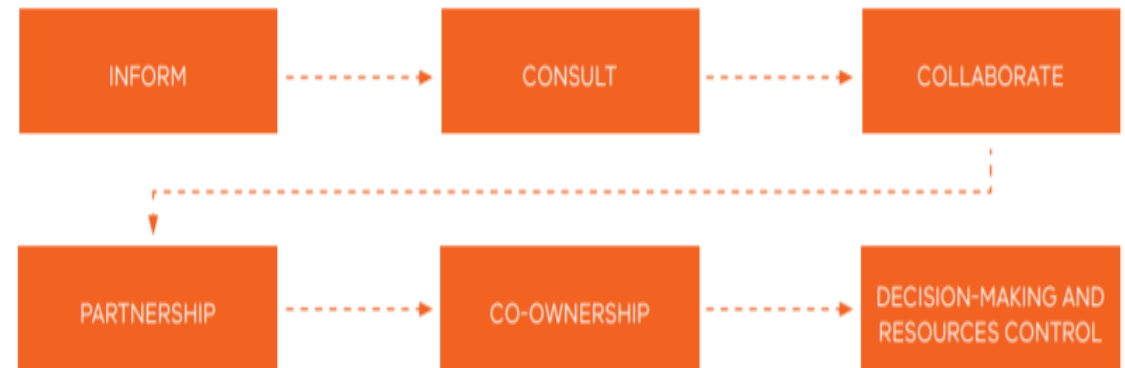 INFORM
CONSULT
COLLABORATE
PARTNERSHIP
CO-OWNERSHIP
DECISION-MAKING AND
RESOURCES CONTROL